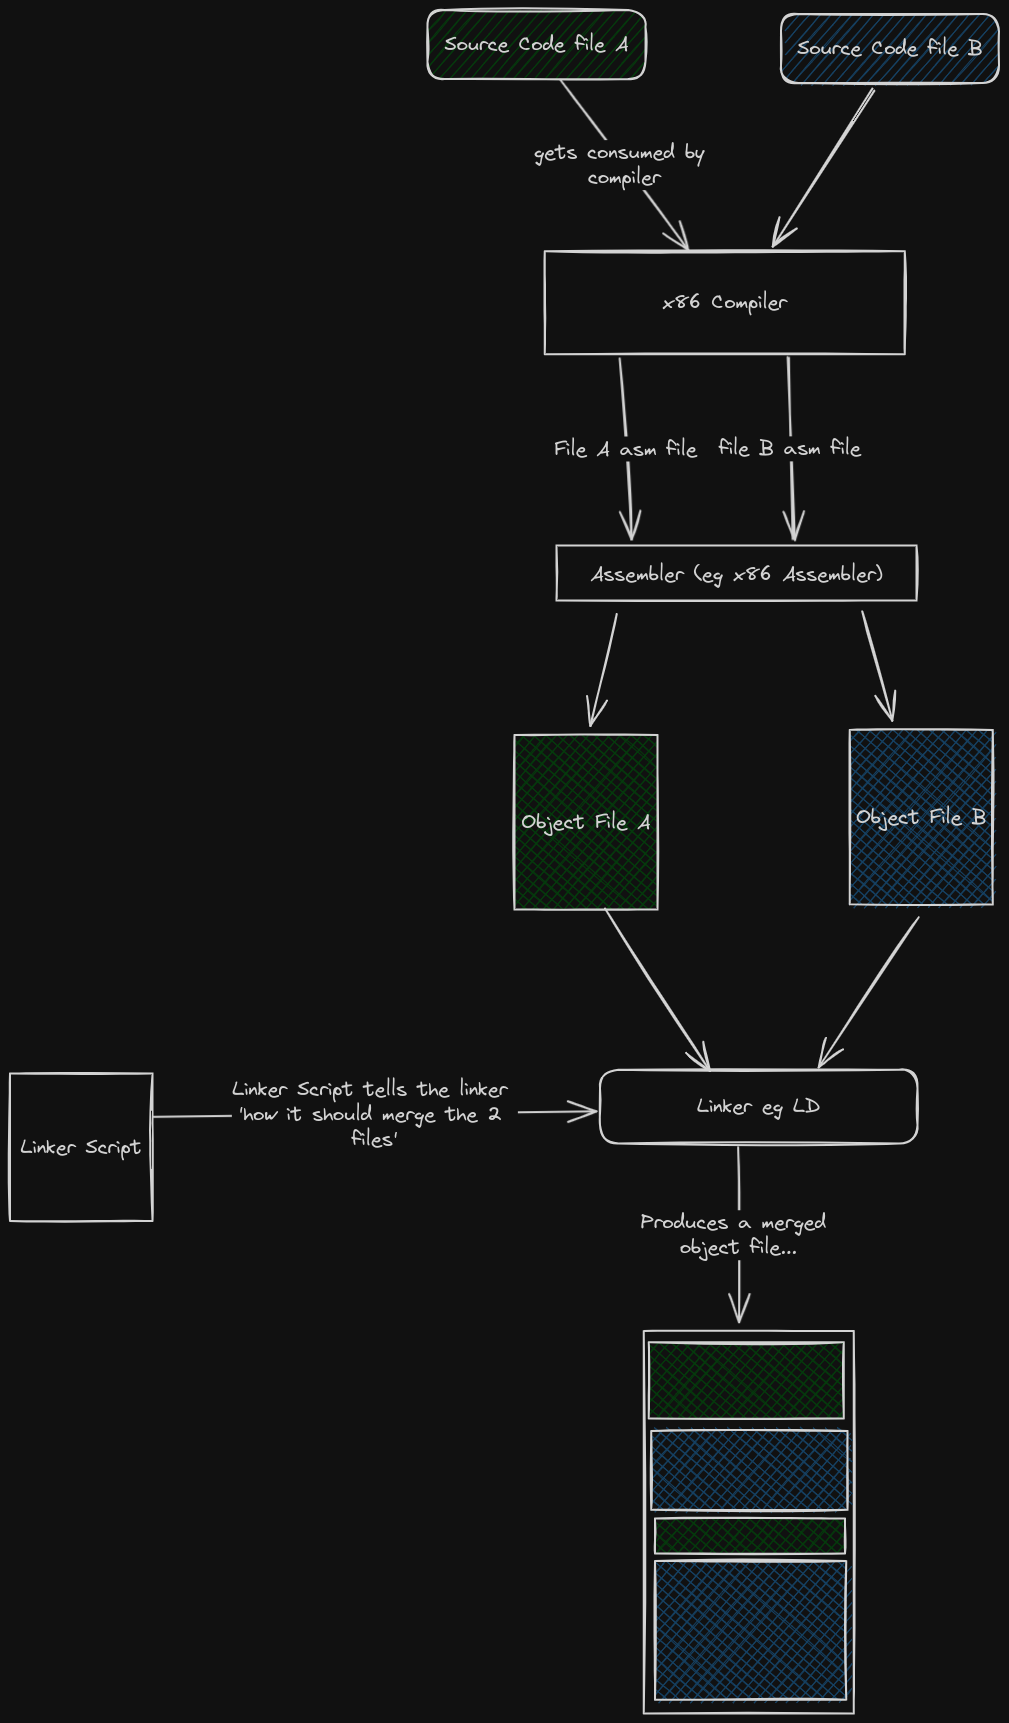 Source Code file A
Source Code file B
gets consumed by
compiler
x86 Compiler
File A asm file
file B asm file
Assembler (eg x86 Assembler)
Object File A
Object File B
Linker Script
Linker Script tells the linker
'how it should merge the 2
files'
Linker eg LD
Produces a merged
object file...